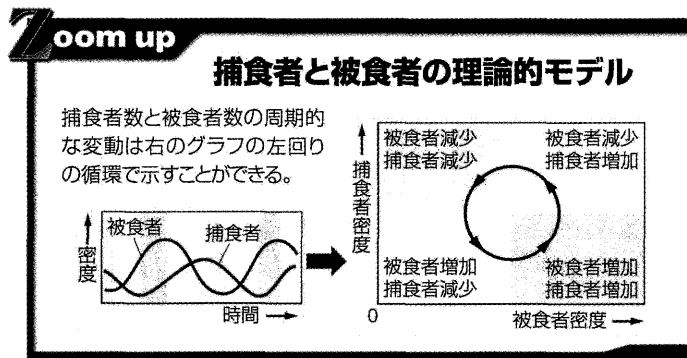 Zoom up
捕食者と被食者の理論的モデル
捕食者数と被食者数の周期的
な変動は右のグラフの左回り
の循環で示すことができる。
被食者
捕食者
密度
時間
捕食者密度
被食者減少
捕食者減少
被食者減少
捕食者増加
被食者増加
捕食者減少
被食者増加
捕食者増加
0
被食者密度